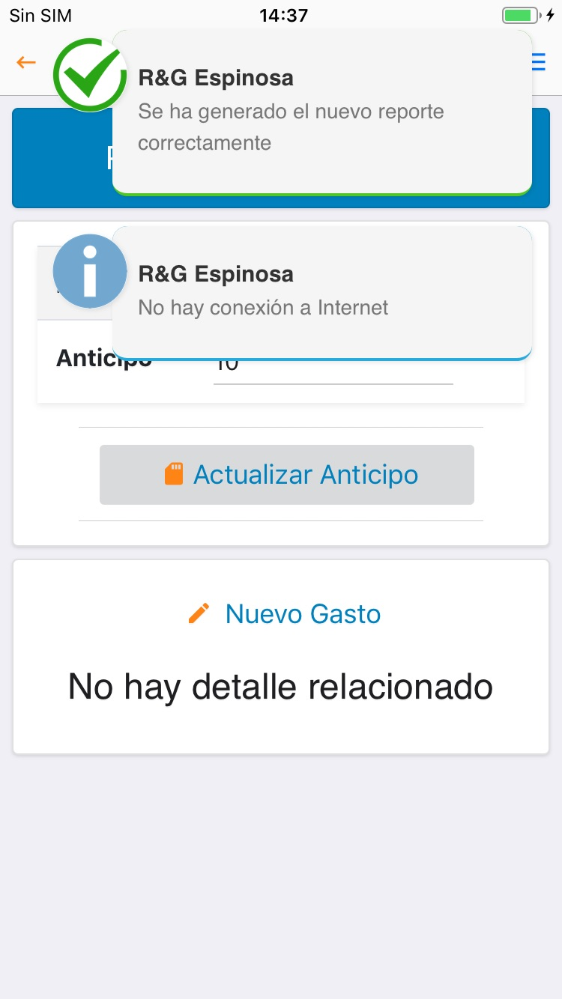 Sin SIM
14:37
R&G Espinosa
Se ha generado el nuevo reporte
correctamente
R&G Espinosa
No hay conexión a Internet
Anticipo
10
Actualizar Anticipo
Nuevo Gasto
No hay detalle relacionado